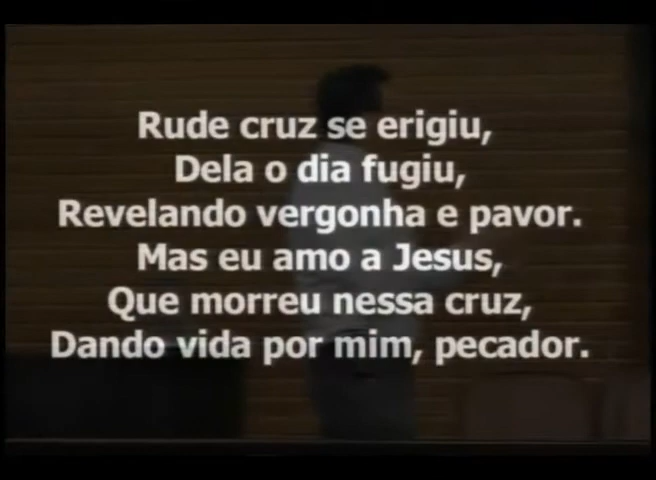 Rude cruz se erigiu,
Dela o dia fugiu,
Revelando vergonha e pavor.
Mas eu amo a Jesus,
Que morreu nessa cruz,
Dando vida por mim, pecador.